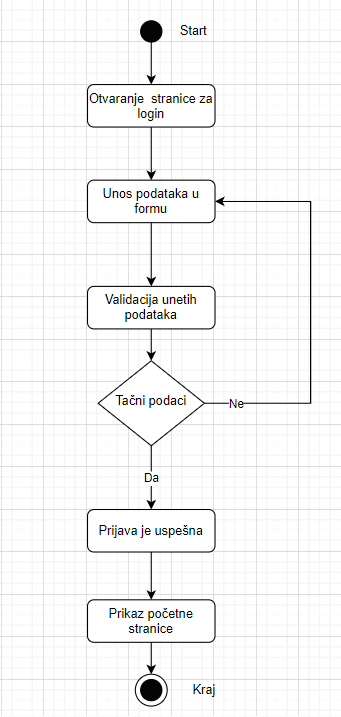 Start
Otvaranje stranice za
login
Unos podataka u
formu
Validacija unetih
podataka
Tačni podaci
Ne
Da
Prijava je uspešna
Prikaz početne
stranice
Kraj